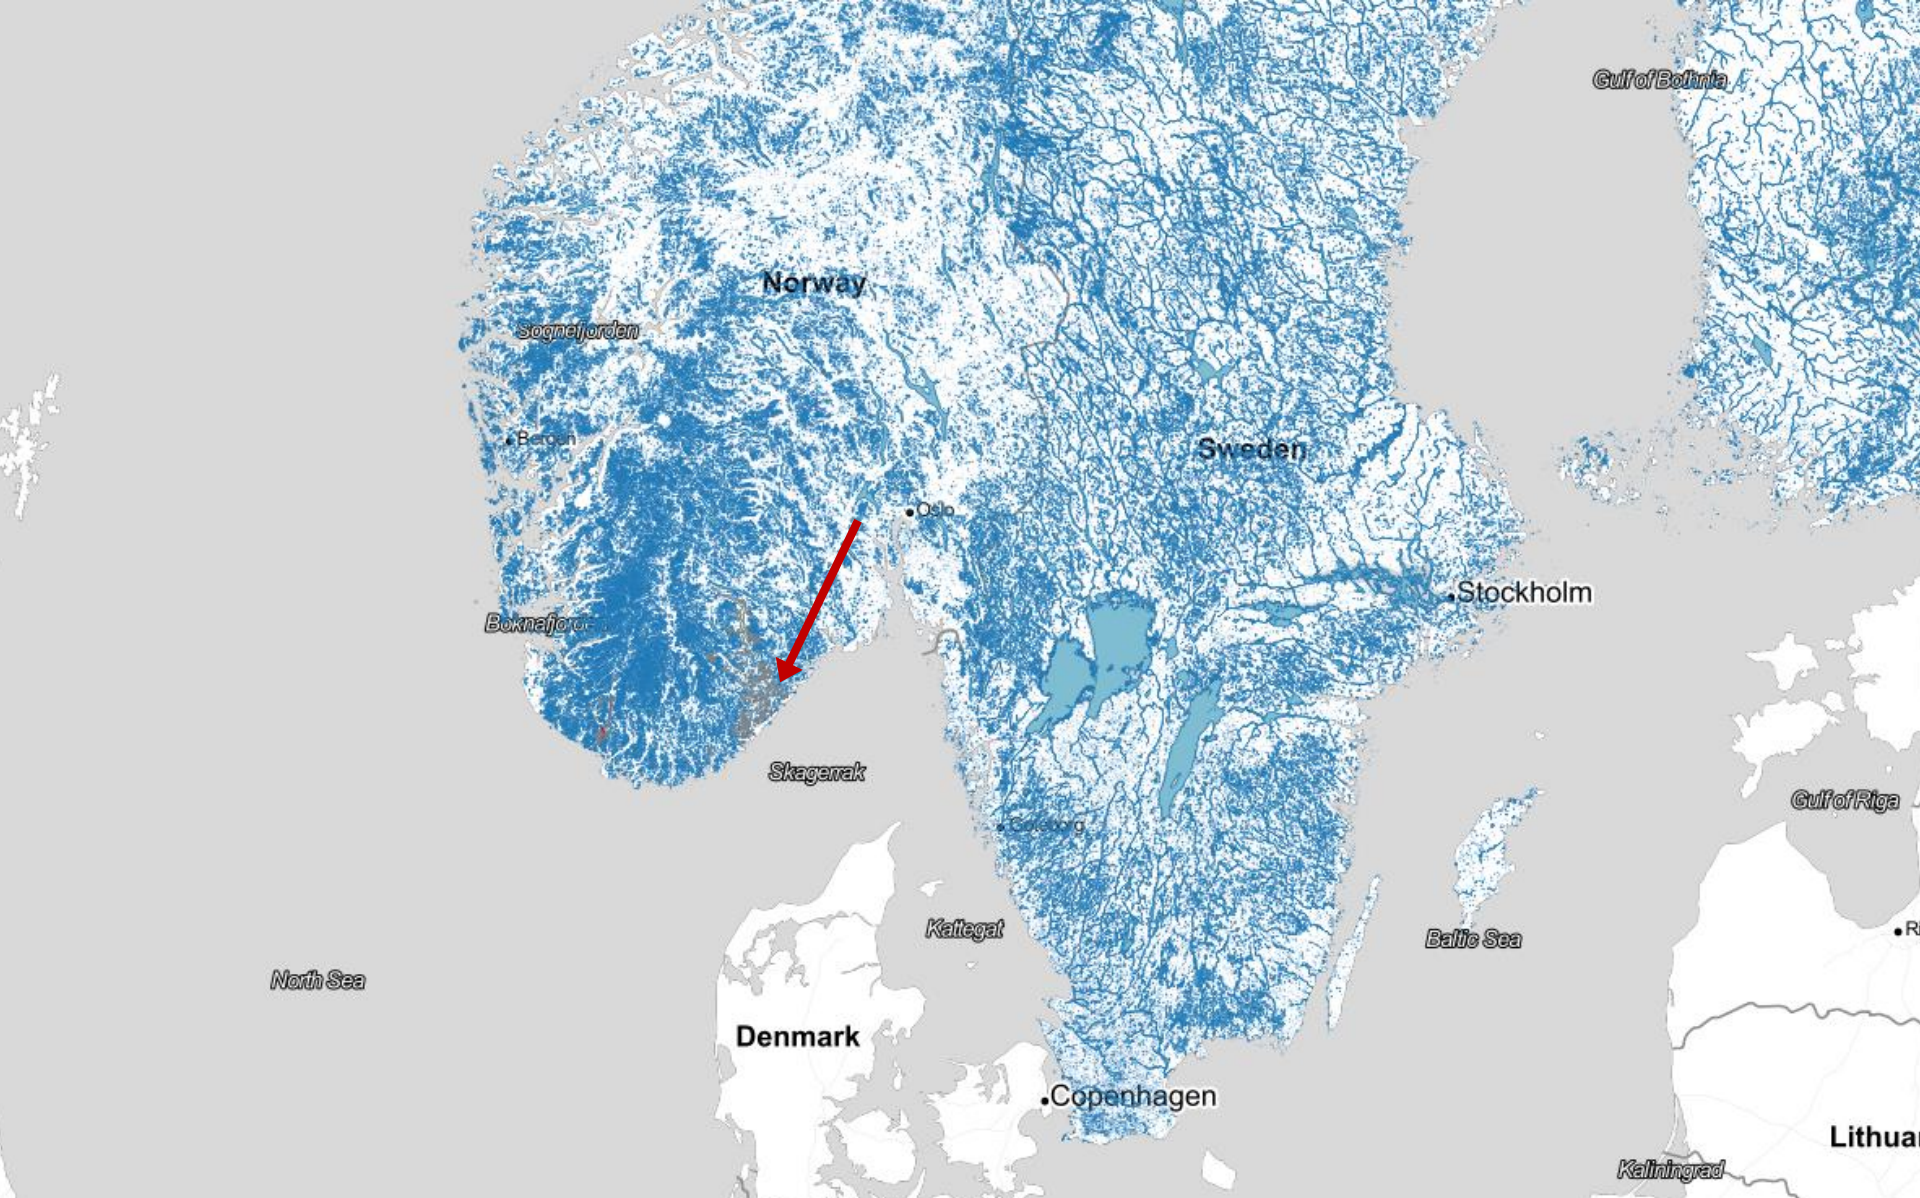 Gulf of Bothnia
Norway
Sognefjorden
Bergen
Sweden
Oslo
Stockholm
Boknafjorden
Skagerrak
Gulf of Riga
Göteborg
Kattegat
Baltic Sea
North Sea
Denmark
Copenhagen
Kaliningrad